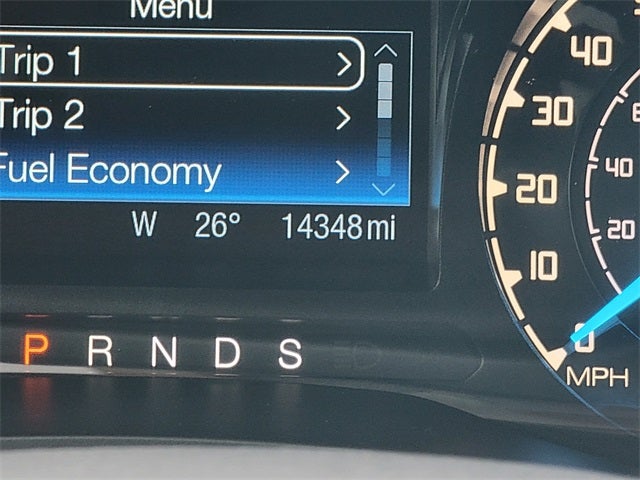 Menu
Trip 1
Trip 2
Fuel Economy
W 26° 14348 mi
P R N D S
40
30
20
10
0
MPH
40
20